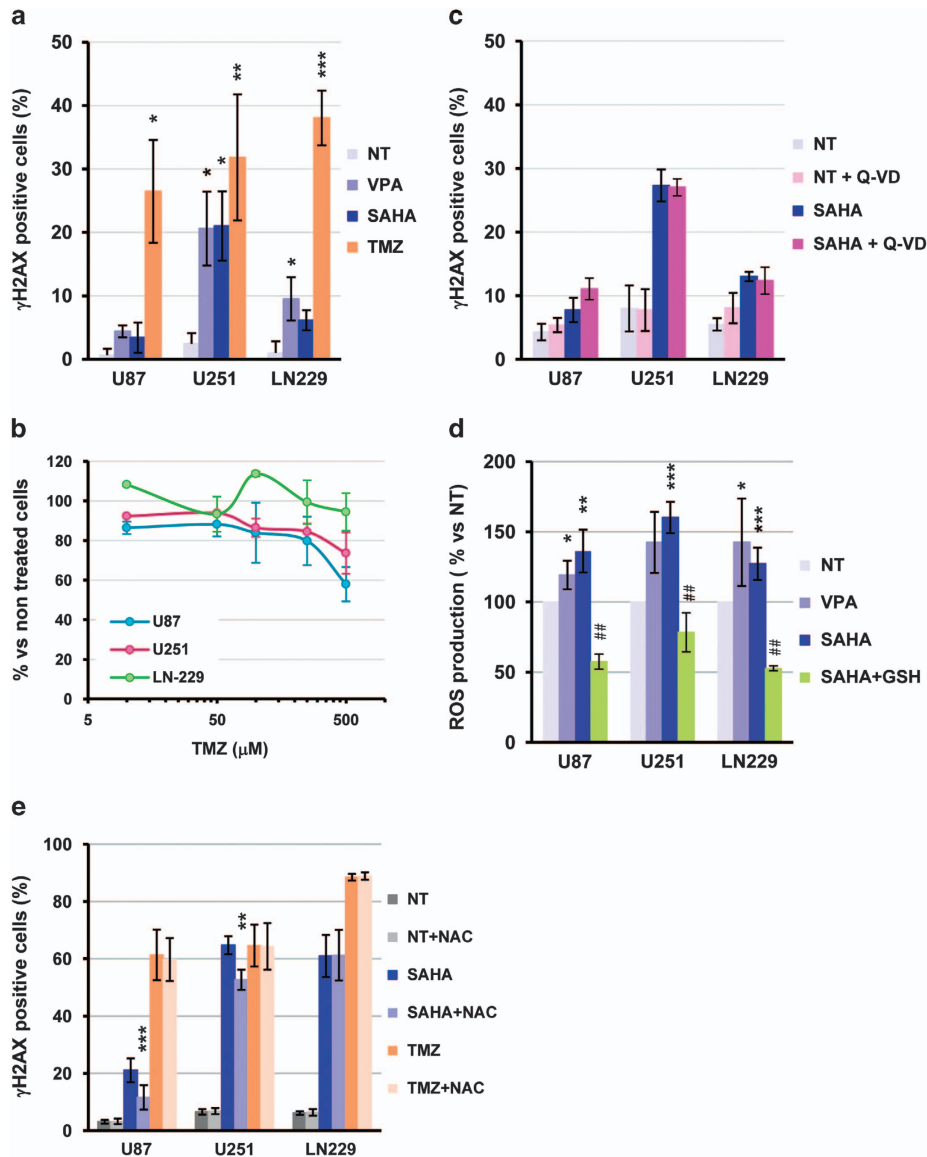 a
γH2AX positive cells (%)
50
40
30
20
10
0
*
*
*
**
*
***
U87
U251
LN229
NT
VPA
SAHA
TMZ
c
γH2AX positive cells (%)
50
40
30
20
10
0
U87
U251
LN229
NT
NT + Q-VD
SAHA
SAHA + Q-VD
b
% vs non treated cells
120
100
80
60
40
20
0
U87
U251
LN-229
5
50
500
TMZ (μM)
d
ROS production ( % vs NT)
200
150
100
50
0
*
**
##
***
##
*
***
##
U87
U251
LN229
NT
VPA
SAHA
SAHA+GSH
e
γH2AX positive cells (%)
100
80
60
40
20
0
***
**
U87
U251
LN229
NT
NT+NAC
SAHA
SAHA+NAC
TMZ
TMZ+NAC